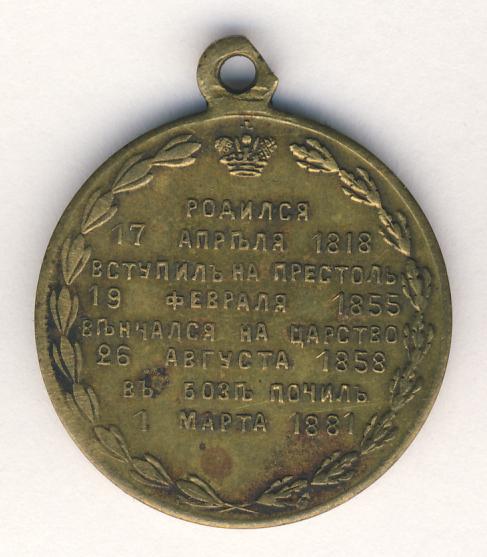 РОДИЛСЯ
17 АПРѢЛЯ 1818
ВСТУПИЛЪ НА ПРЕСТОЛЪ
19 ФЕВРАЛЯ 1855
ВѢНЧАЛСЯ НА ЦАРСТВО
26 АВГУСТА 1858
ВЪ БОЗѢ ПОЧИЛЪ
1 МАРТА 1881